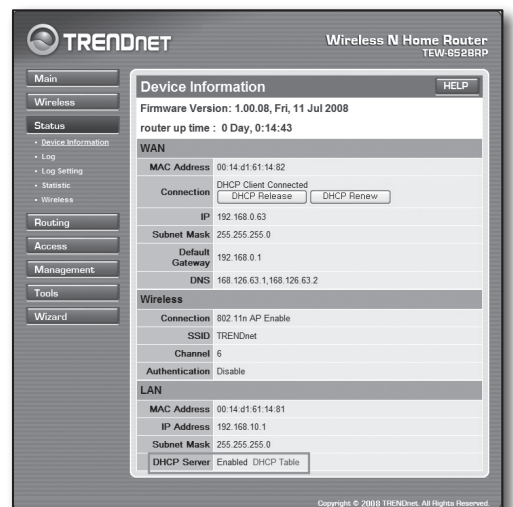 TRENDNET
Wireless N Home Router
TEW-652BRP
Main
Wireless
Status
• Device Information
• Log
• Log Setting
• Statistic
• Wireless
Routing
Access
Management
Tools
Wizard
Device Information
HELP
Firmware Version: 1.00.08, Fri, 11 Jul 2008
router up time : 0 Day, 0:14:43
WAN
MAC Address 00:14:d1:61:14:82
Connection DHCP Client Connected
DHCP Release DHCP Renew
IP 192.168.0.63
Subnet Mask 255.255.255.0
Default Gateway 192.168.0.1
DNS 168.126.63.1,168.126.63.2
Wireless
Connection 802.11n AP Enable
SSID TRENDnet
Channel 6
Authentication Disable
LAN
MAC Address 00:14:d1:61:14:81
IP Address 192.168.10.1
Subnet Mask 255.255.255.0
DHCP Server Enabled DHCP Table
Copyright © 2008 TRENDnet. All Rights Reserved.